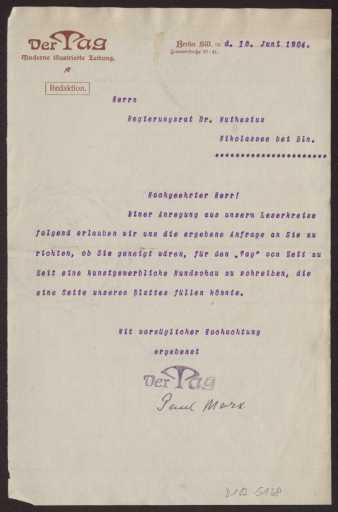 Der Tag
Moderne illustrierte Zeitung.
Redaktion.
Berlin SW. d. 10. Juni 1904.
Herrn
Regierungsrat Dr. Muthesius
Nikolassee bei Bln.
Hochgeehrter Herr!
Einer Anregung aus unserm Leserkreise
folgend erlauben wir uns die ergebene Anfrage an Sie zu
richten, ob Sie geneigt wären, für den „Tag" von Zeit zu
Zeit eine kunstgewerbliche Rundschau zu schreiben, die
eine Seite unseres Blattes füllen könnte.
Mit vorzüglicher Hochachtung
ergebenst
Der Tag
Paul Marx